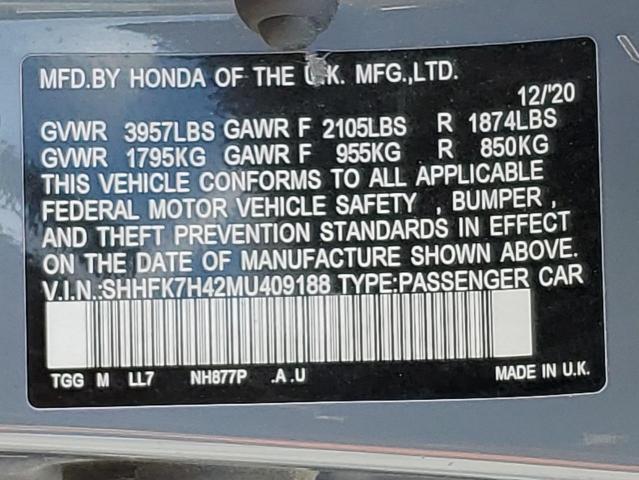 MFD.BY HONDA OF THE U.K. MFG.,LTD.
12/'20
GVWR 3957LBS GAWR F 2105LBS R 1874LBS
GVWR 1795KG GAWR F 955KG R 850KG
THIS VEHICLE CONFORMS TO ALL APPLICABLE
FEDERAL MOTOR VEHICLE SAFETY , BUMPER ,
AND THEFT PREVENTION STANDARDS IN EFFECT
ON THE DATE OF MANUFACTURE SHOWN ABOVE.
V.I.N.:SHHFK7H42MU409188 TYPE:PASSENGER CAR
TGG M LL7 NH877P .A .U MADE IN U.K.